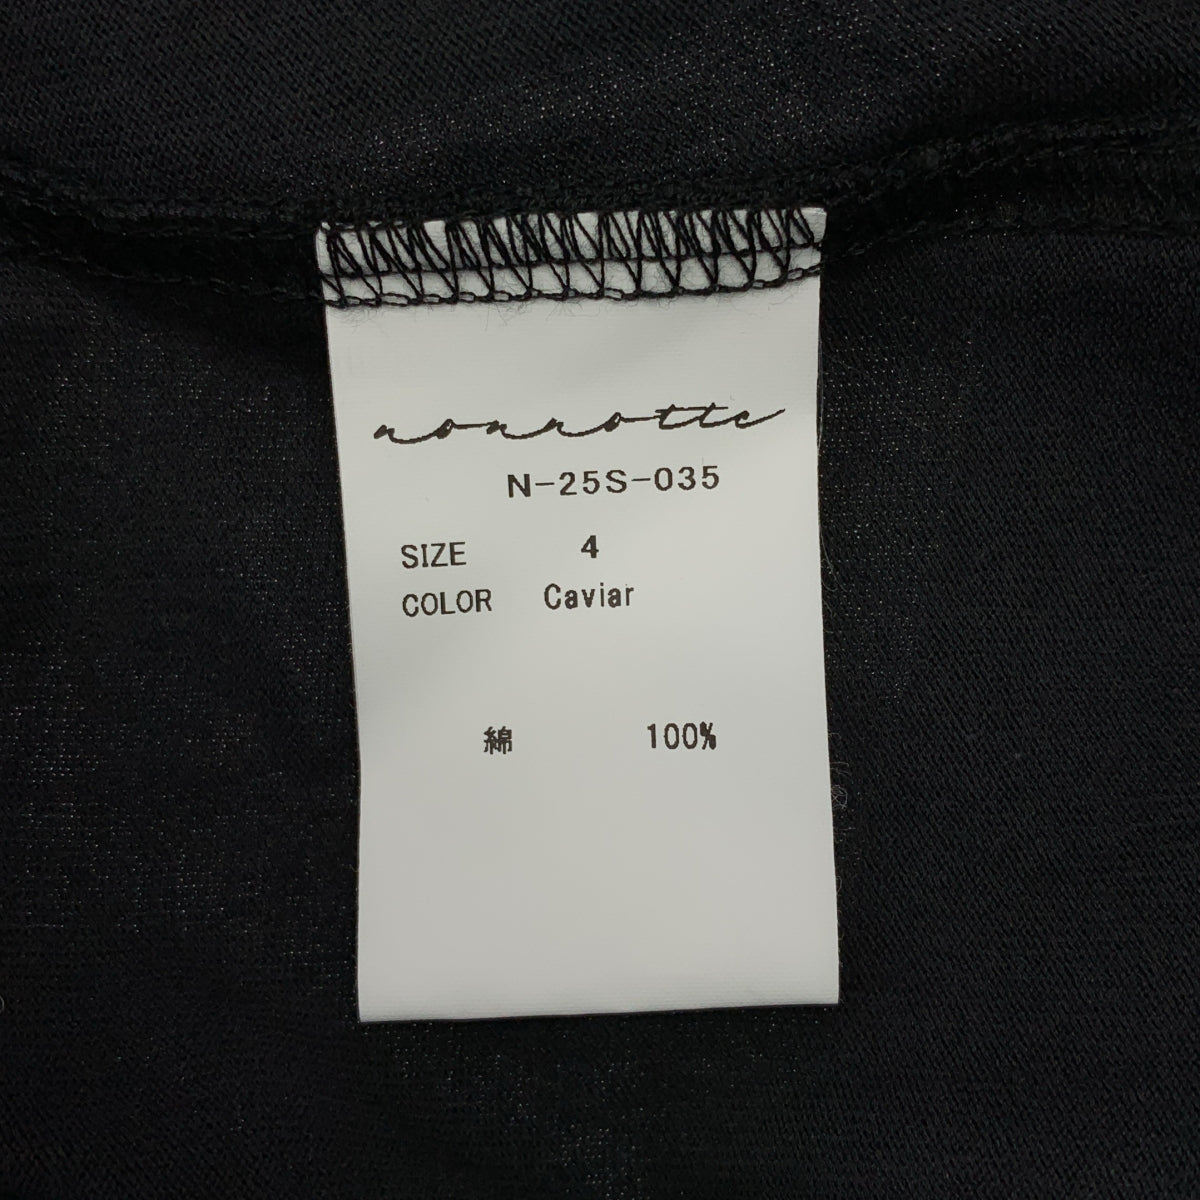 nonnotte
N-25S-035
SIZE 4
COLOR Caviar
綿 100%